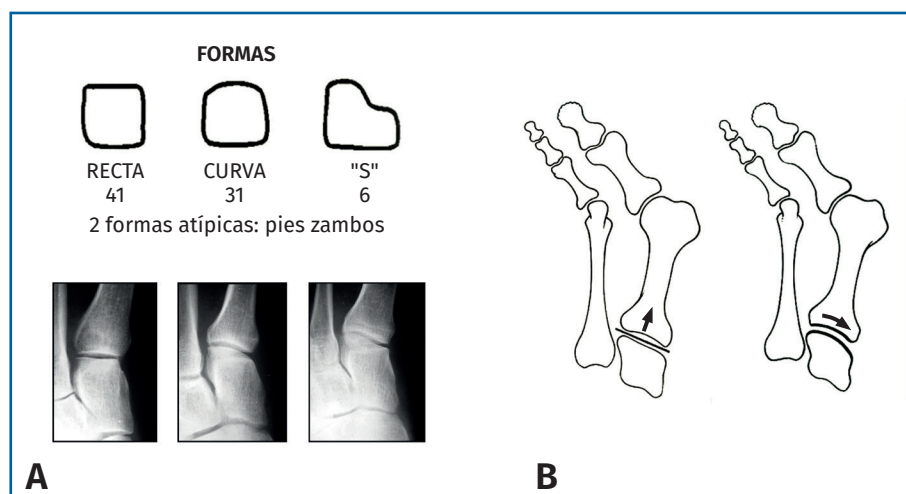 FORMAS
RECTA CURVA "S"
41 31 6
2 formas atípicas: pies zambos
A B